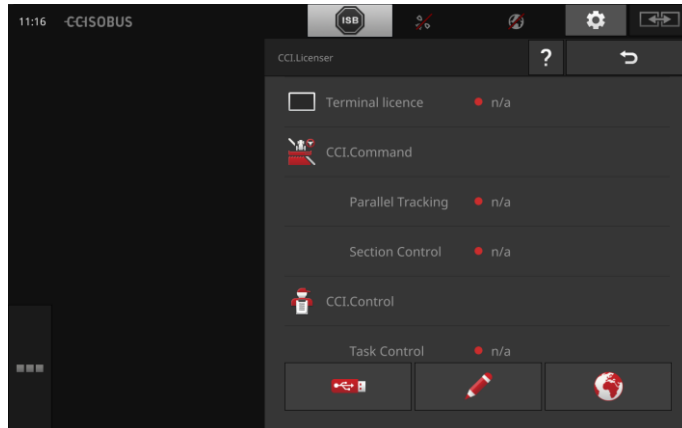 11:16 CCISOBUS ISB
CCI.Licenser ?
Terminal licence n/a
CCI.Command
Parallel Tracking n/a
Section Control n/a
CCI.Control
Task Control n/a